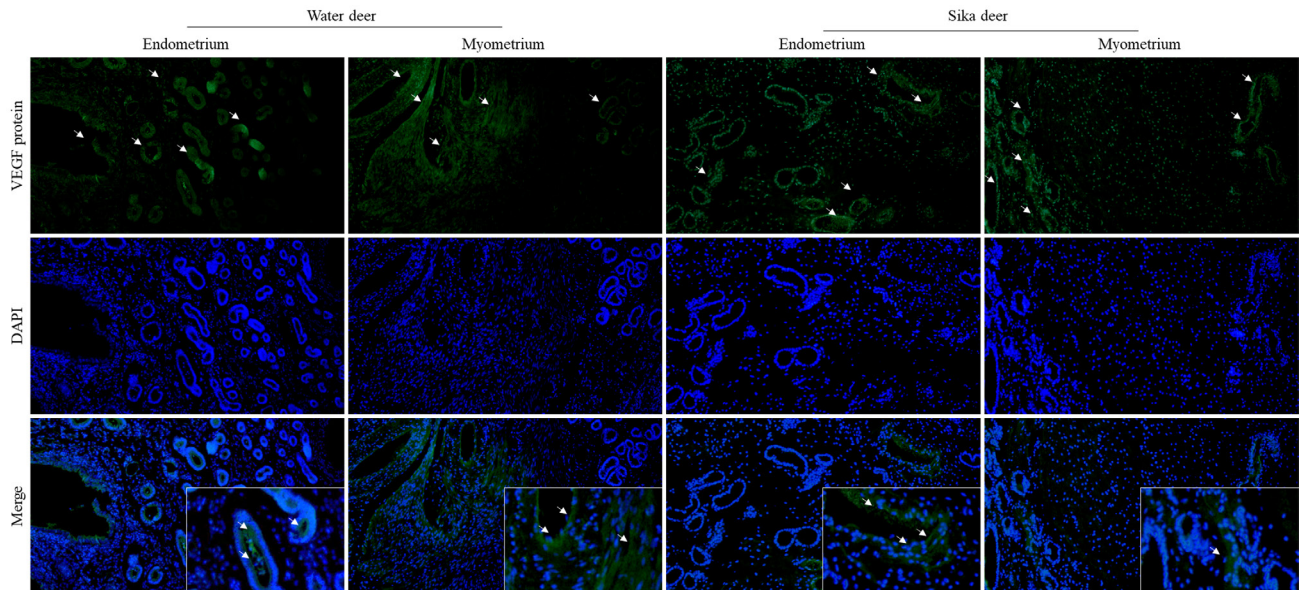 Water deer
Sika deer
Endometrium
Myometrium
Endometrium
Myometrium
VEGF protein
DAPI
Merge